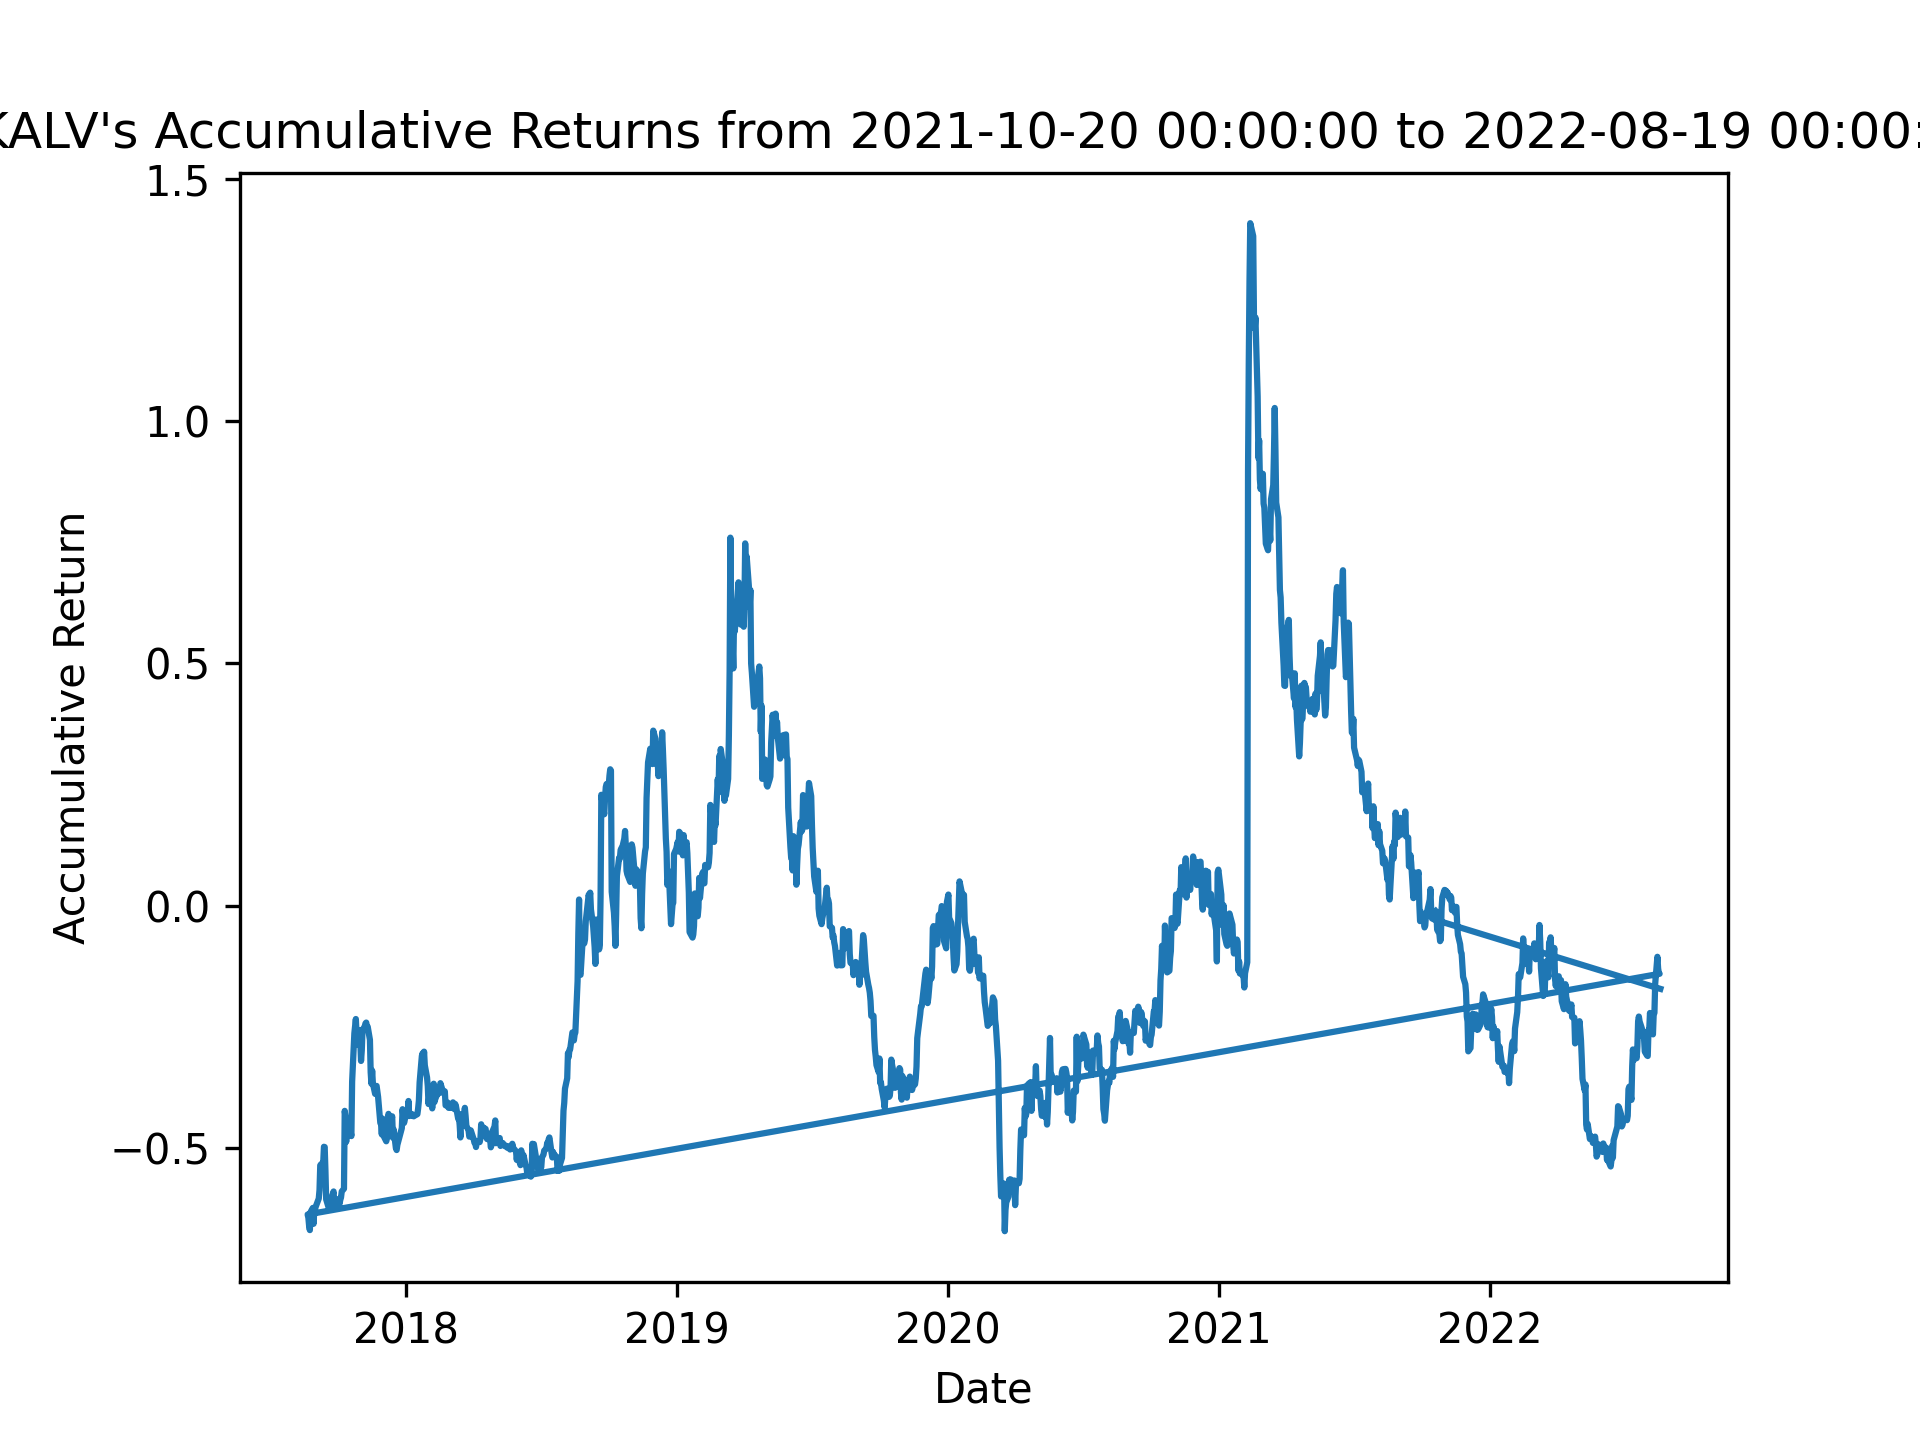 KALV's Accumulative Returns from 2021-10-20 00:00:00 to 2022-08-19 00:00:
1.5
1.0
0.5
0.0
−0.5
Accumulative Return
2018 2019 2020 2021 2022
Date